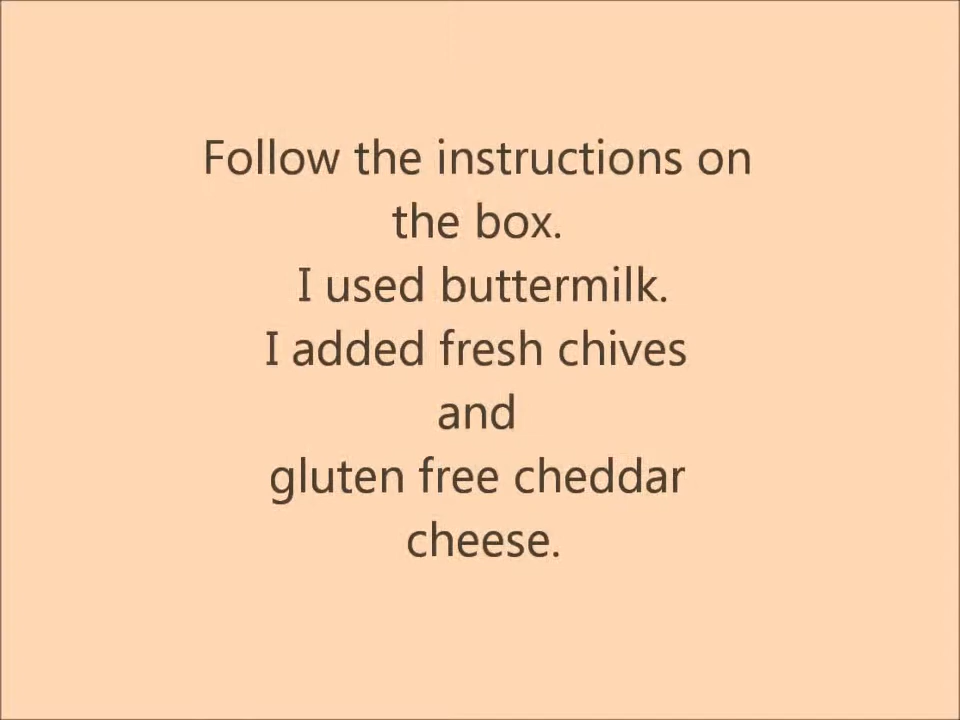 Follow the instructions on
the box.
I used buttermilk.
I added fresh chives
and
gluten free cheddar
cheese.